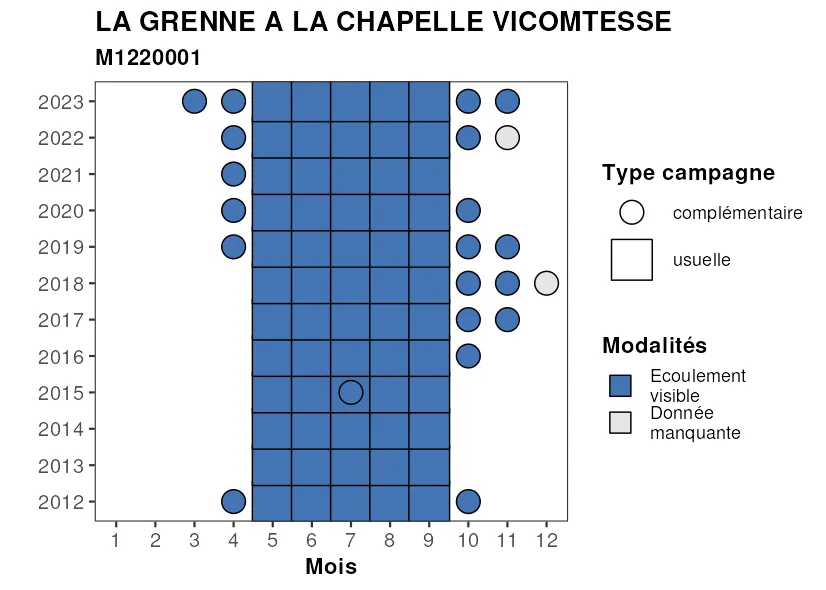 LA GRENNE A LA CHAPELLE VICOMTESSE
M1220001
2023
2022
2021
2020
2019
2018
2017
2016
2015
2014
2013
2012
1 2 3 4 5 6 7 8 9 10 11 12
Mois
Type campagne
complémentaire
usuelle
Modalités
Ecoulement
visible
Donnée
manquante